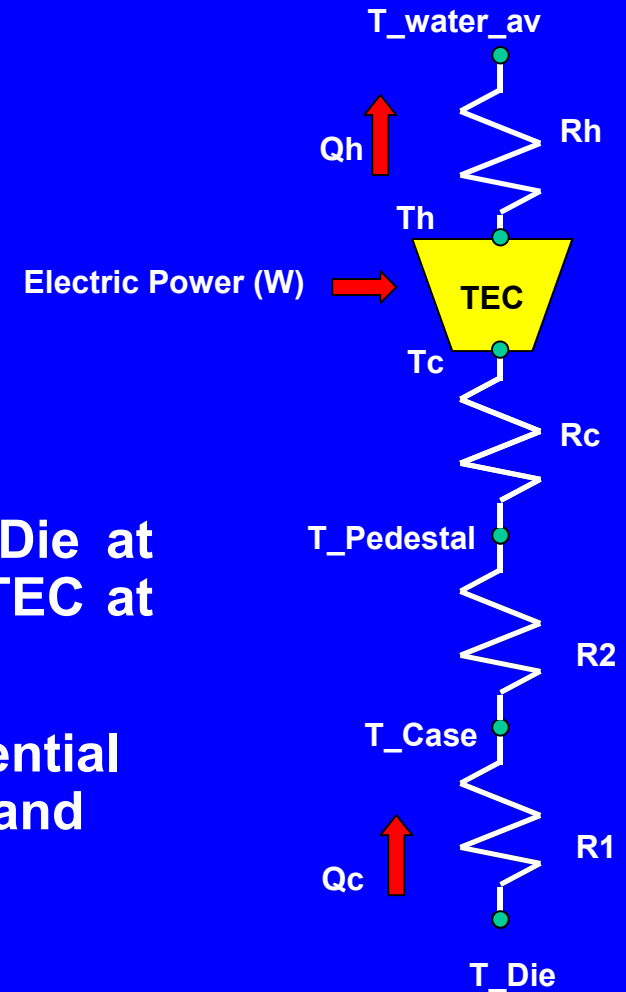 T_water_av
Rh
Qh
Th
Electric Power (W)
TEC
Tc
Rc
Die at
T_Pedestal
TEC at
R2
T_Case
and
R1
Qc
T_Die